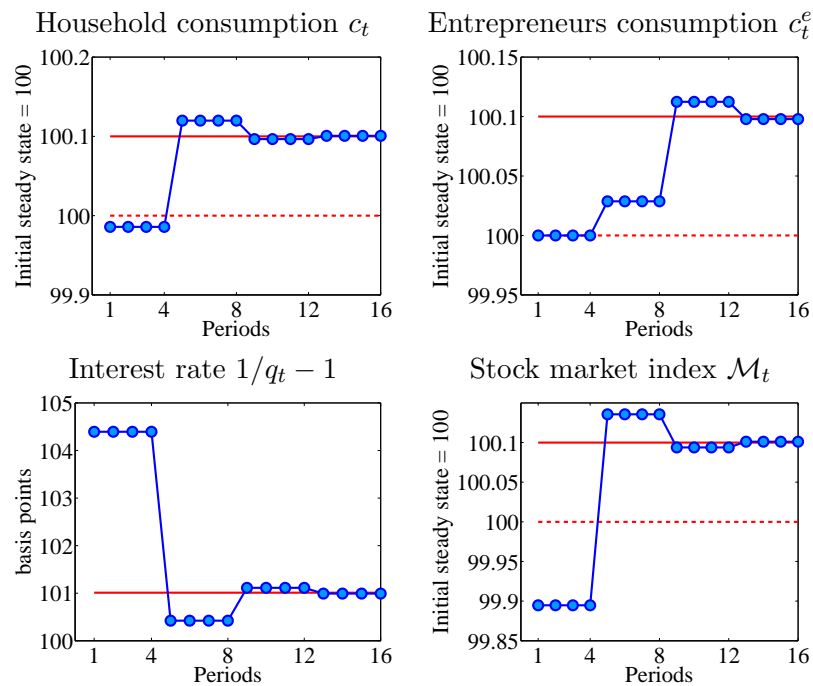 Household consumption c_t
Entrepreneurs consumption c_t^e
Initial steady state = 100
100.2
100.1
100
99.9
1 4 8 12 16
Periods
Initial steady state = 100
100.15
100.1
100.05
100
99.95
1 4 8 12 16
Periods
Interest rate 1/q_t − 1
Stock market index ℳ_t
basis points
105
104
103
102
101
100
1 4 8 12 16
Periods
Initial steady state = 100
100.1
100.05
100
99.95
99.9
99.85
1 4 8 12 16
Periods